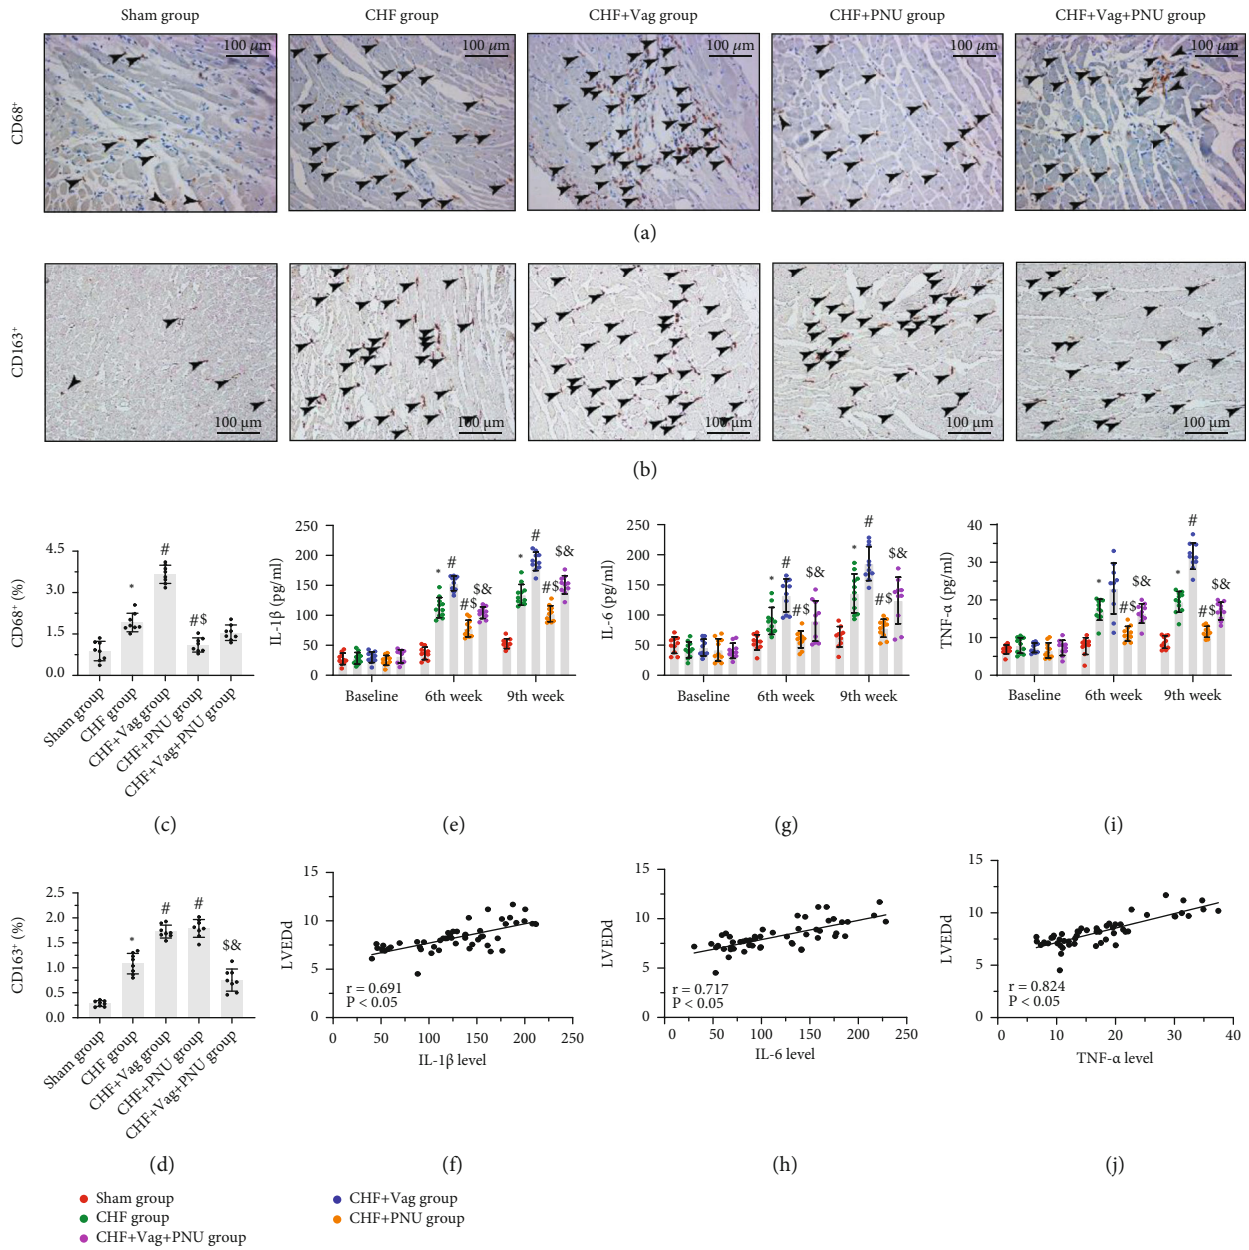 Sham group CHF group CHF+Vag group CHF+PNU group CHF+Vag+PNU group
CD68⁺
100 μm 100 μm 100 μm 100 μm 100 μm
(a)
CD163⁺
100 μm 100 μm 100 μm 100 μm 100 μm
(b)
CD68⁺ (%)
4.5
3.0
1.5
0.0
* # #$
Sham group
CHF group
CHF+Vag group
CHF+PNU group
CHF+Vag+PNU group
(c)
IL-1β (pg/ml)
250
200
150
100
50
0
* # #$ $& * # #$ $&
Baseline 6th week 9th week
(e)
IL-6 (pg/ml)
250
200
150
100
50
0
* # #$ $& * # #$ $&
Baseline 6th week 9th week
(g)
TNF-α (pg/ml)
40
30
20
10
0
* #$ $& * # #$ $&
Baseline 6th week 9th week
(i)
CD163⁺ (%)
2.5
2.0
1.5
1.0
0.5
0.0
* # # $&
Sham group
CHF group
CHF+Vag group
CHF+PNU group
CHF+Vag+PNU group
(d)
LVEDd
15
10
5
0
r = 0.691
P < 0.05
0 50 100 150 200 250
IL-1β level
(f)
LVEDd
15
10
5
0
r = 0.717
P < 0.05
0 50 100 150 200 250
IL-6 level
(h)
LVEDd
15
10
5
0
r = 0.824
P < 0.05
0 10 20 30 40
TNF-α level
(j)
Sham group
CHF group
CHF+Vag+PNU group
CHF+Vag group
CHF+PNU group